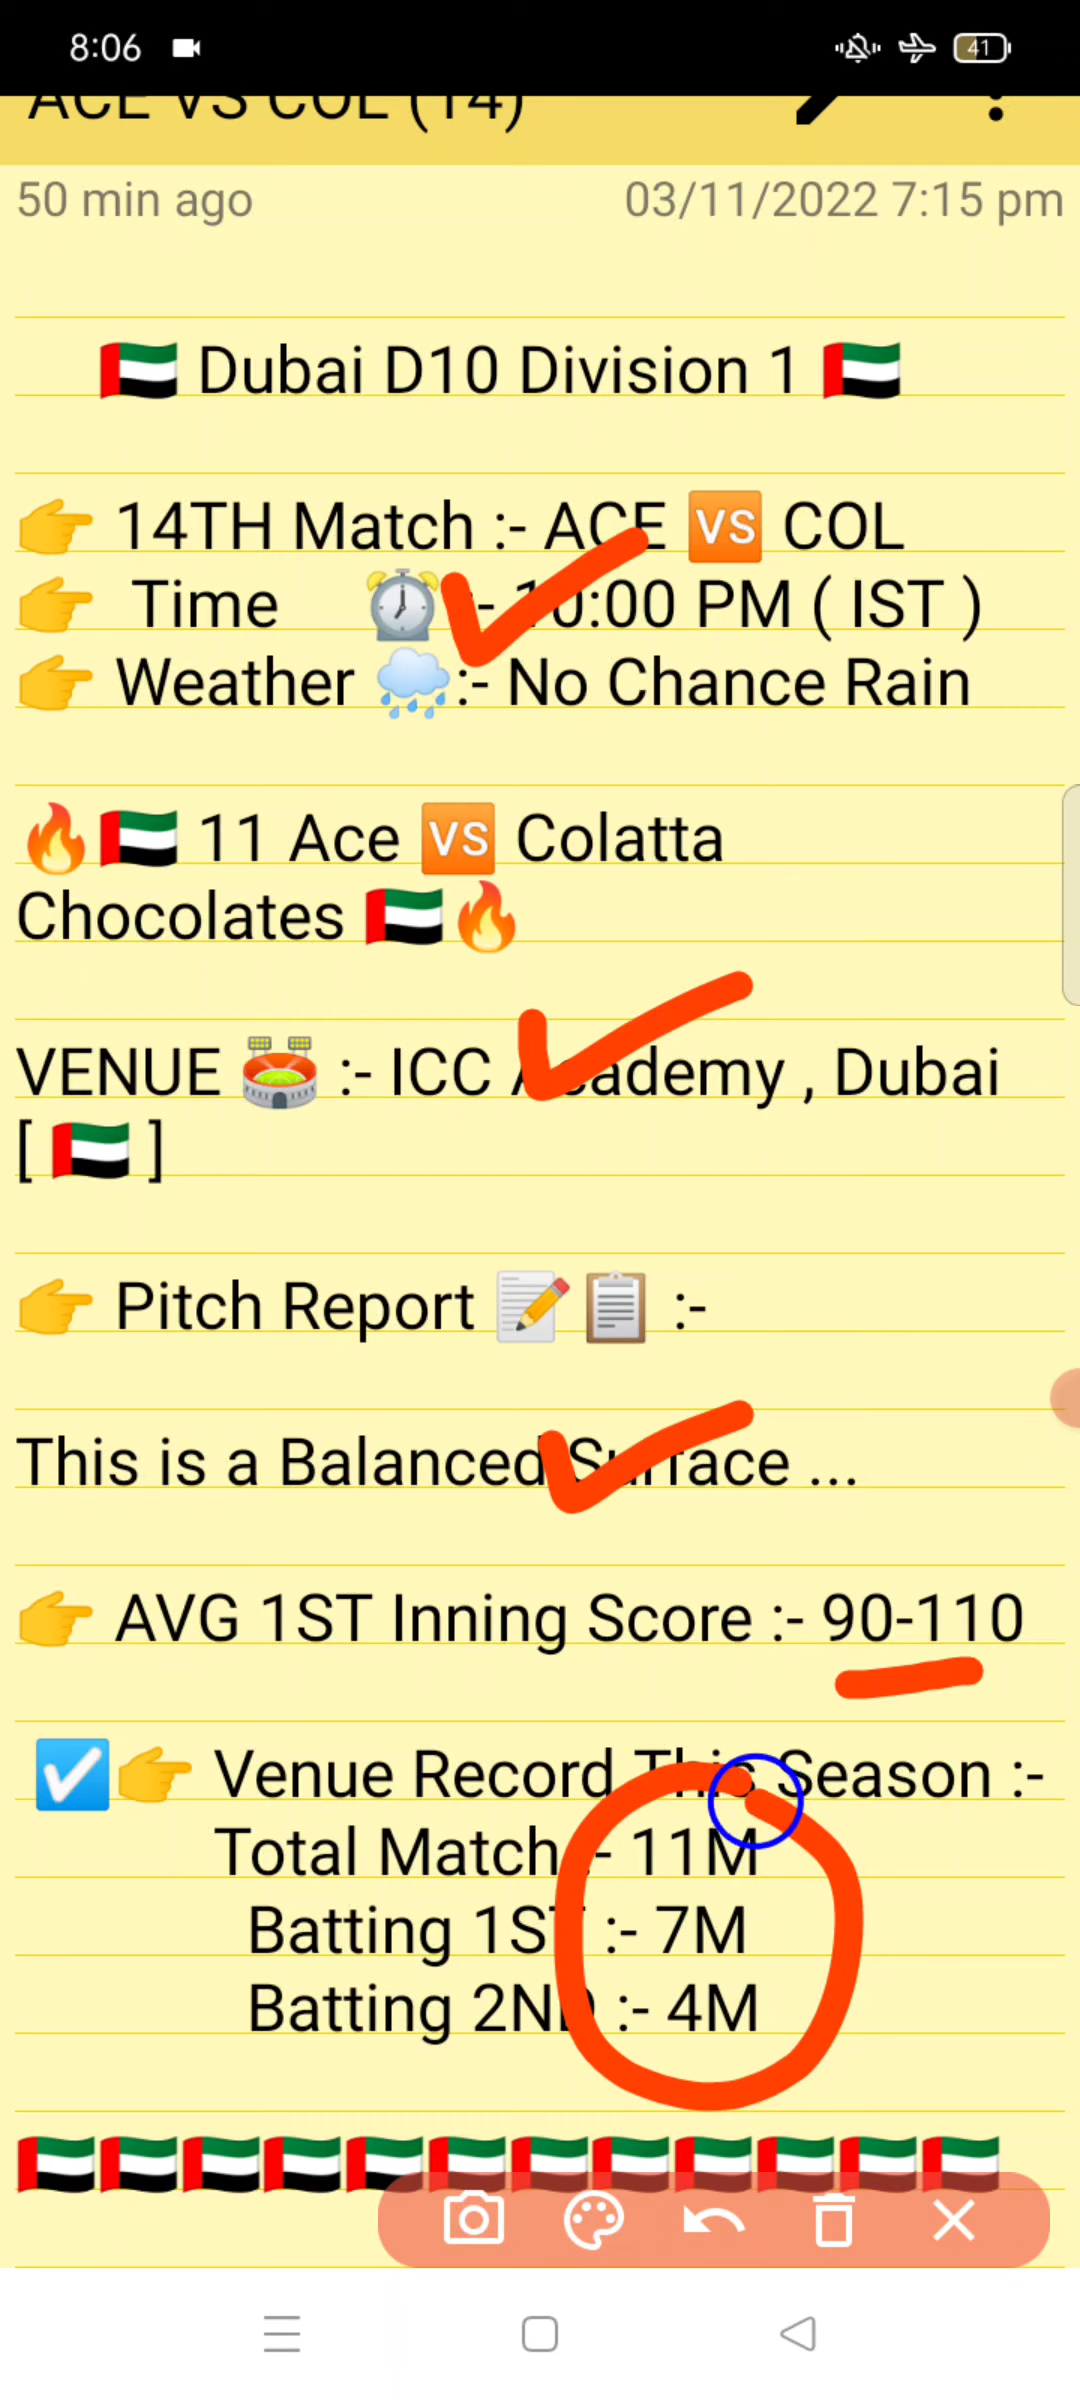 8:06 41
ACE VS COL (14)
50 min ago 03/11/2022 7:15 pm
🇦🇪 Dubai D10 Division 1 🇦🇪
👉 14TH Match :- ACE 🆚 COL
👉 Time ⏰ :- 10:00 PM ( IST )
👉 Weather 🌧️:- No Chance Rain
🔥🇦🇪 11 Ace 🆚 Colatta
Chocolates 🇦🇪🔥
VENUE 🏟️ :- ICC Academy , Dubai
[ 🇦🇪 ]
👉 Pitch Report 📝📋 :-
This is a Balanced Surface ...
👉 AVG 1ST Inning Score :- 90-110
☑️👉 Venue Record This Season :-
Total Match :- 11M
Batting 1ST :- 7M
Batting 2ND :- 4M
🇦🇪🇦🇪🇦🇪🇦🇪🇦🇪🇦🇪🇦🇪🇦🇪🇦🇪🇦🇪🇦🇪🇦🇪